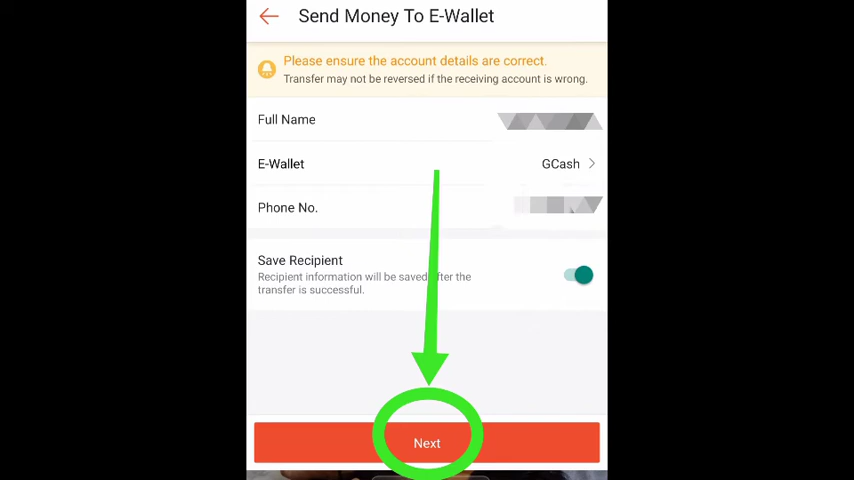 Send Money To E-Wallet
Please ensure the account details are correct.
Transfer may not be reversed if the receiving account is wrong.
Full Name
E-Wallet
GCash
Phone No.
Save Recipient
Recipient information will be saved after the
transfer is successful.
Next